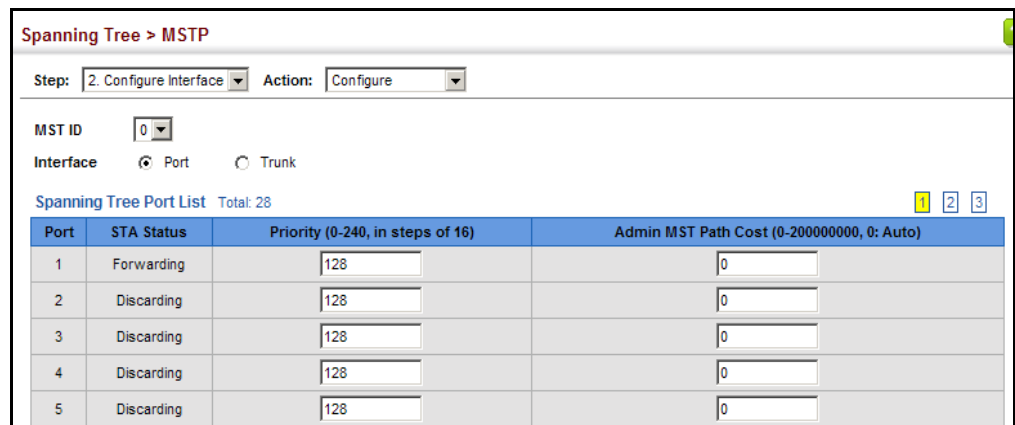 Spanning Tree > MSTP
Step: 2. Configure Interface Action: Configure
MST ID 0
Interface Port Trunk
Spanning Tree Port List Total: 28 1 2 3
Port STA Status Priority (0-240, in steps of 16) Admin MST Path Cost (0-200000000, 0: Auto)
1 Forwarding 128 0
2 Discarding 128 0
3 Discarding 128 0
4 Discarding 128 0
5 Discarding 128 0